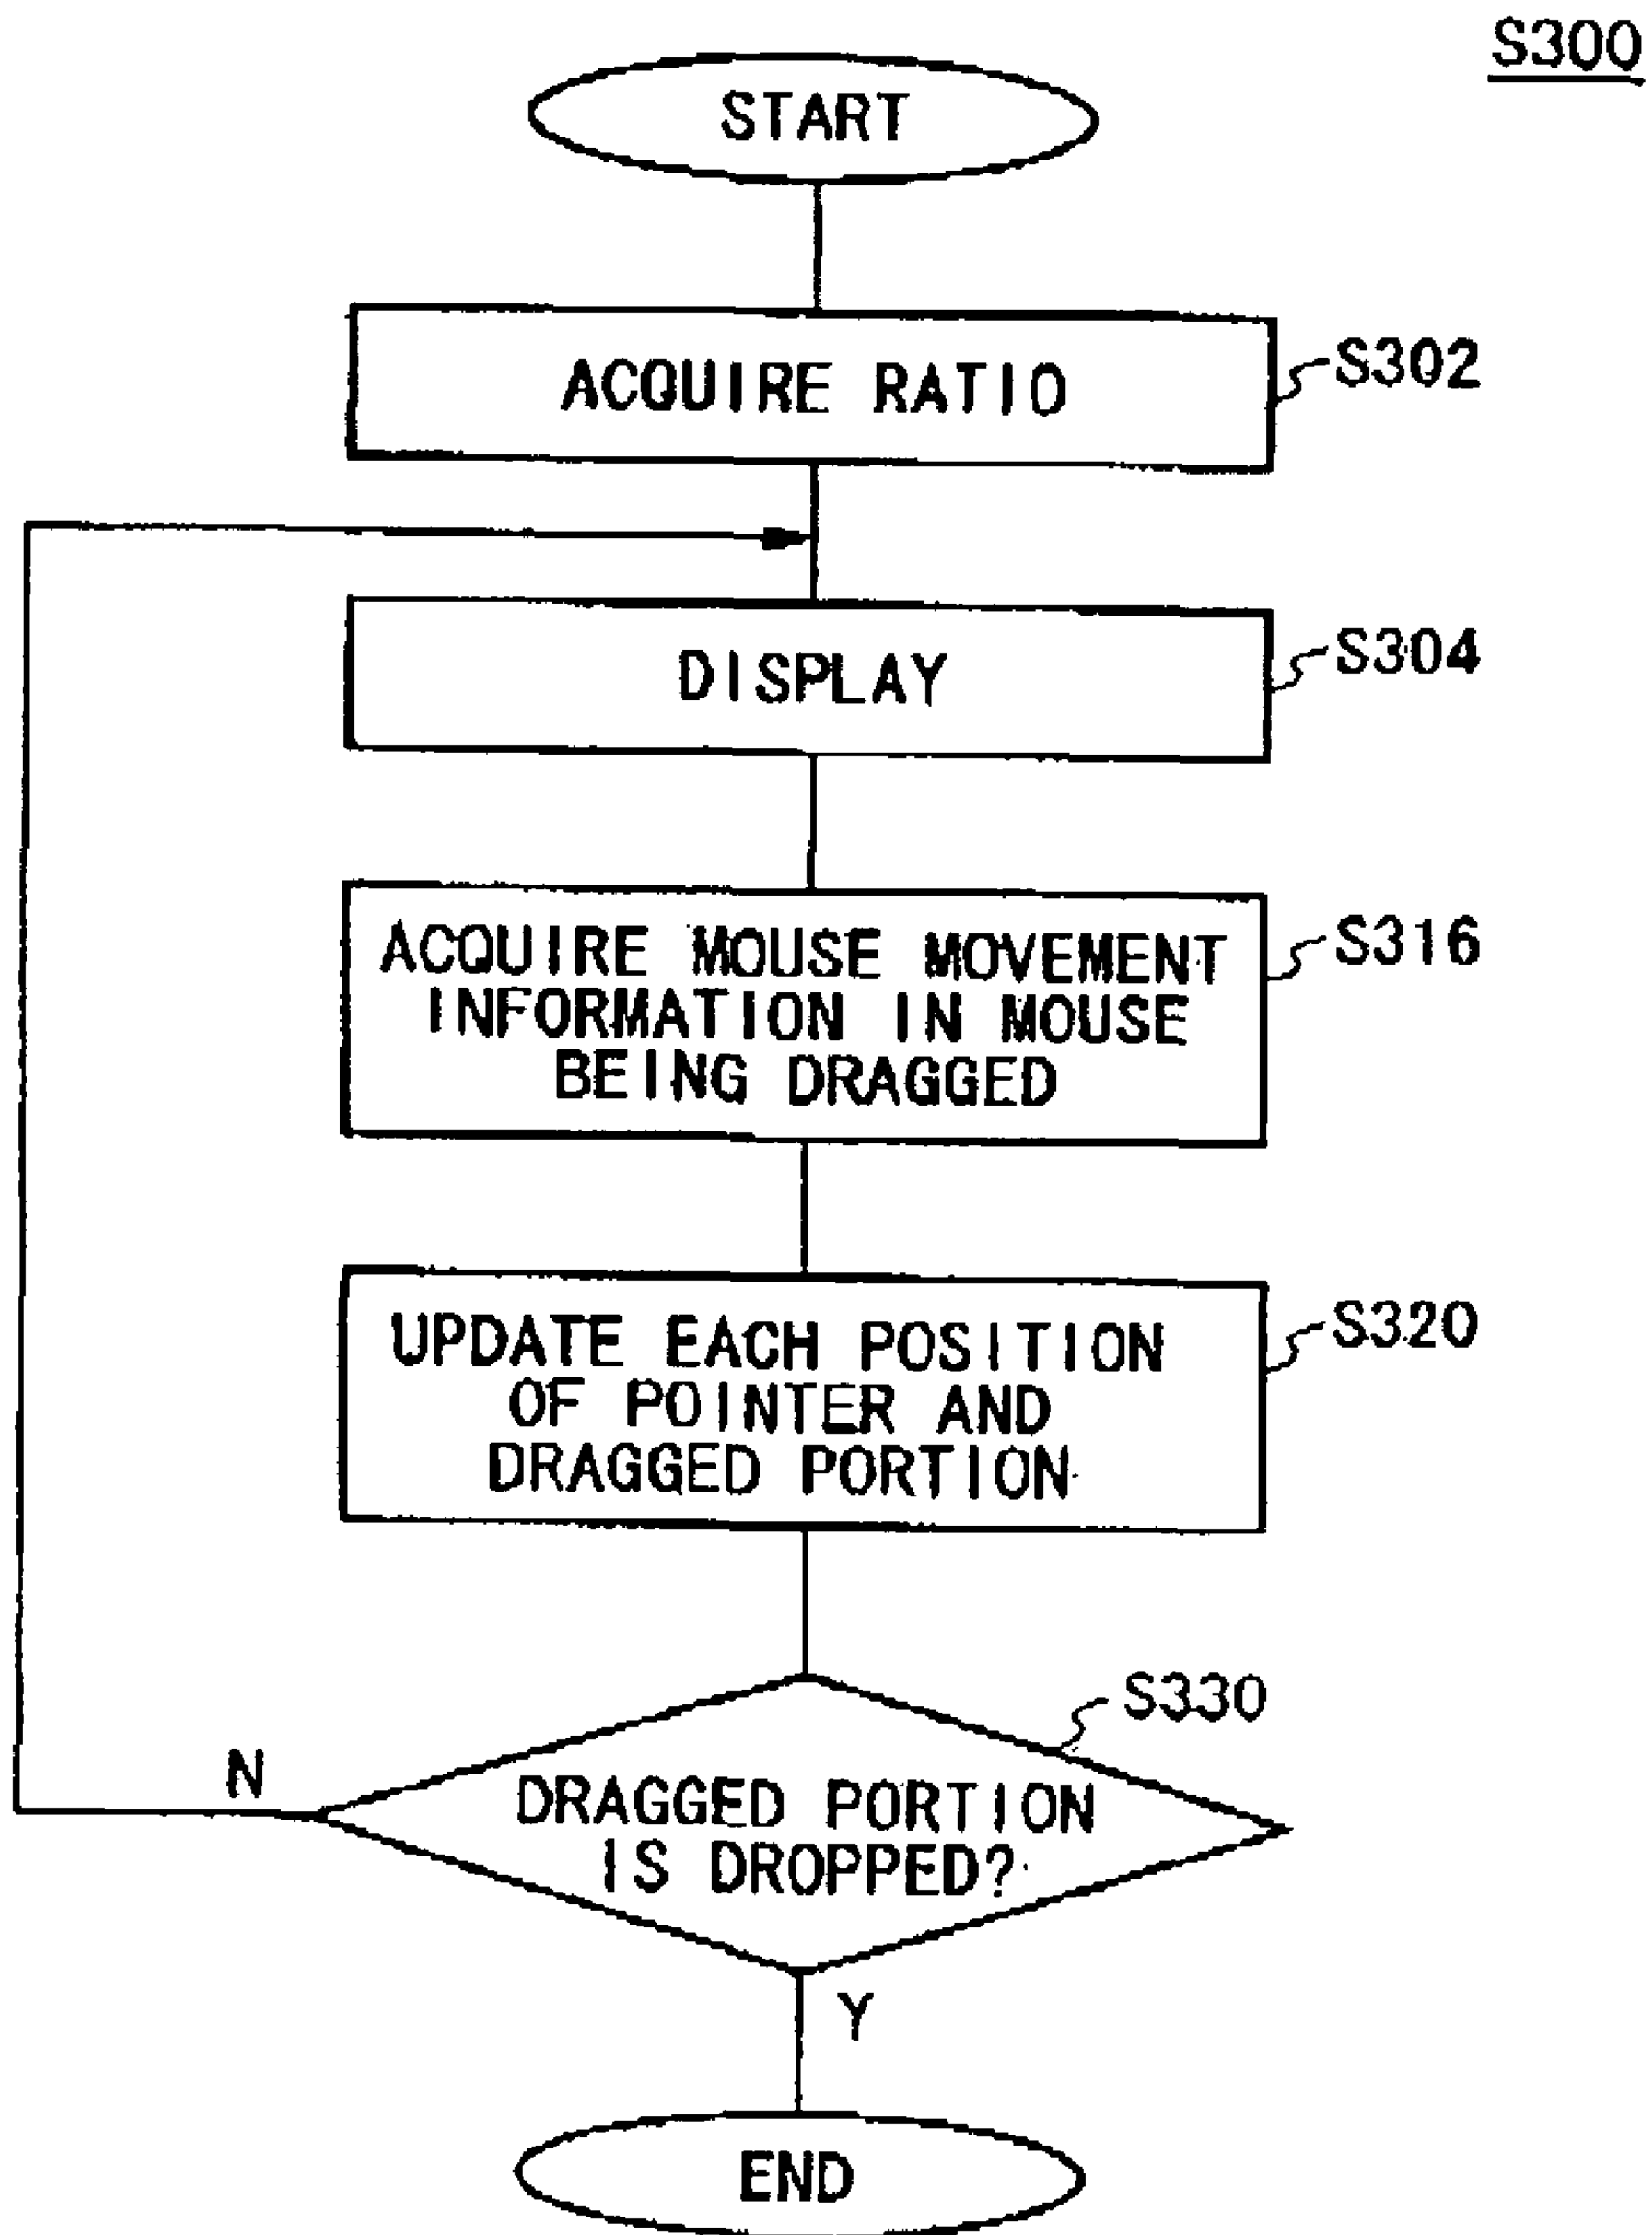 S300
START
ACQUIRE RATIO
S302
DISPLAY
S304
ACQUIRE MOUSE MOVEMENT
INFORMATION IN MOUSE
BEING DRAGGED
S316
UPDATE EACH POSITION
OF POINTER AND
DRAGGED PORTION
S320
S330
N
DRAGGED PORTION
IS DROPPED?
Y
END